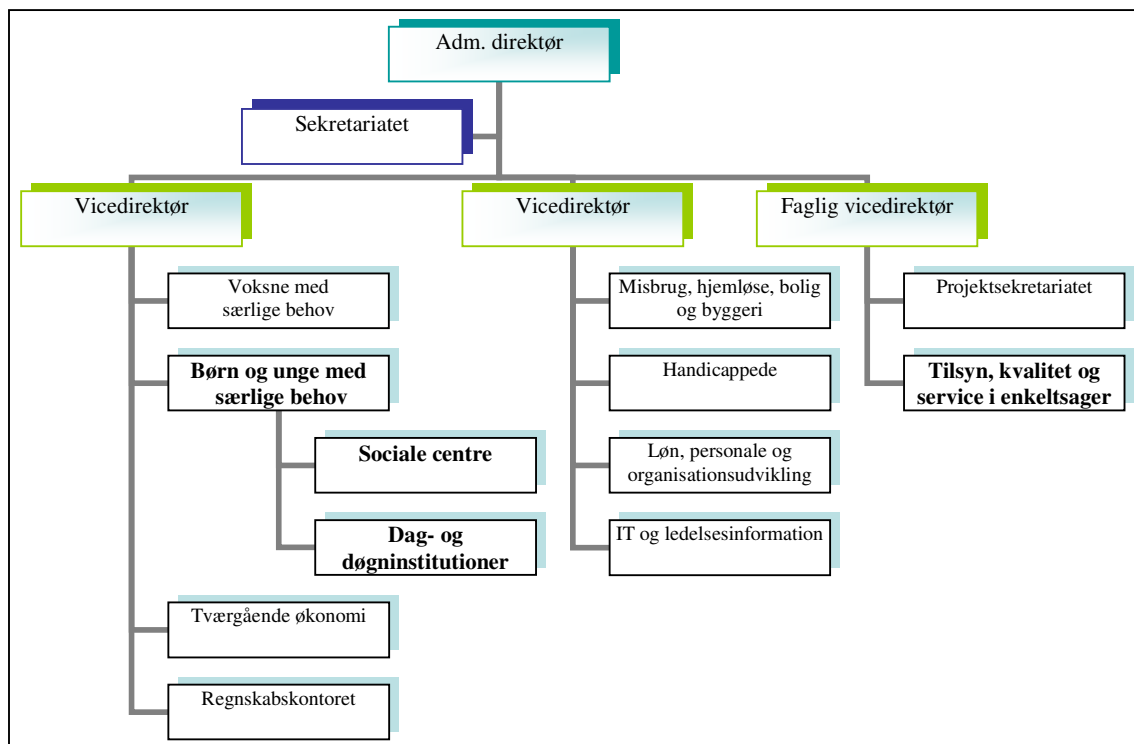 Adm. direktør
Sekretariatet
Vicedirektør
Vicedirektør
Faglig vicedirektør
Voksne med
særlige behov
Børn og unge med
særlige behov
Sociale centre
Dag- og
døgninstitutioner
Tværgående økonomi
Regnskabskontoret
Misbrug, hjemløse, bolig
og byggeri
Handicappede
Løn, personale og
organisationsudvikling
IT og ledelsesinformation
Projektsekretariatet
Tilsyn, kvalitet og
service i enkeltsager